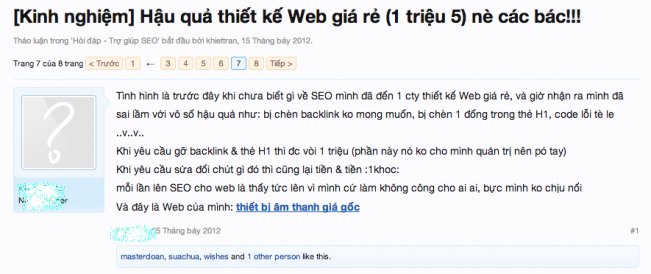 [Kinh nghiệm] Hậu quả thiết kế Web giá rẻ (1 triệu 5) nè các bác!!!
Thảo luận trong 'Hỏi đáp - Trợ giúp SEO' bắt đầu bởi khiettran, 15 Tháng bảy 2012.
Trang 7 của 8 trang < Trước 1 ← 3 4 5 6 7 8 Tiếp >
Tình hình là trước đây khi chưa biết gì về SEO mình đã đến 1 cty thiết kế Web giá rẻ, và giờ nhận ra mình đã
sai lầm với vô số hậu quả như: bị chèn backlink ko mong muốn, bị chèn 1 đống trong thẻ H1, code lỗi tè le
..v..v..
Khi yêu cầu gỡ backlink & thẻ H1 thì đc vòi 1 triệu (phần này nó ko cho mình quản trị nên pó tay)
Khi yêu cầu sửa đổi chút gì đó thì cũng lại tiền & tiền :1khoc:
mỗi lần lên SEO cho web là thấy tức lên vì mình cứ làm không công cho ai ai, bực mình ko chịu nổi
Và đây là Web của mình: thiết bị âm thanh giá gốc
15 Tháng bảy 2012
#1
masterdoan, suachua, wishes and 1 other person like this.